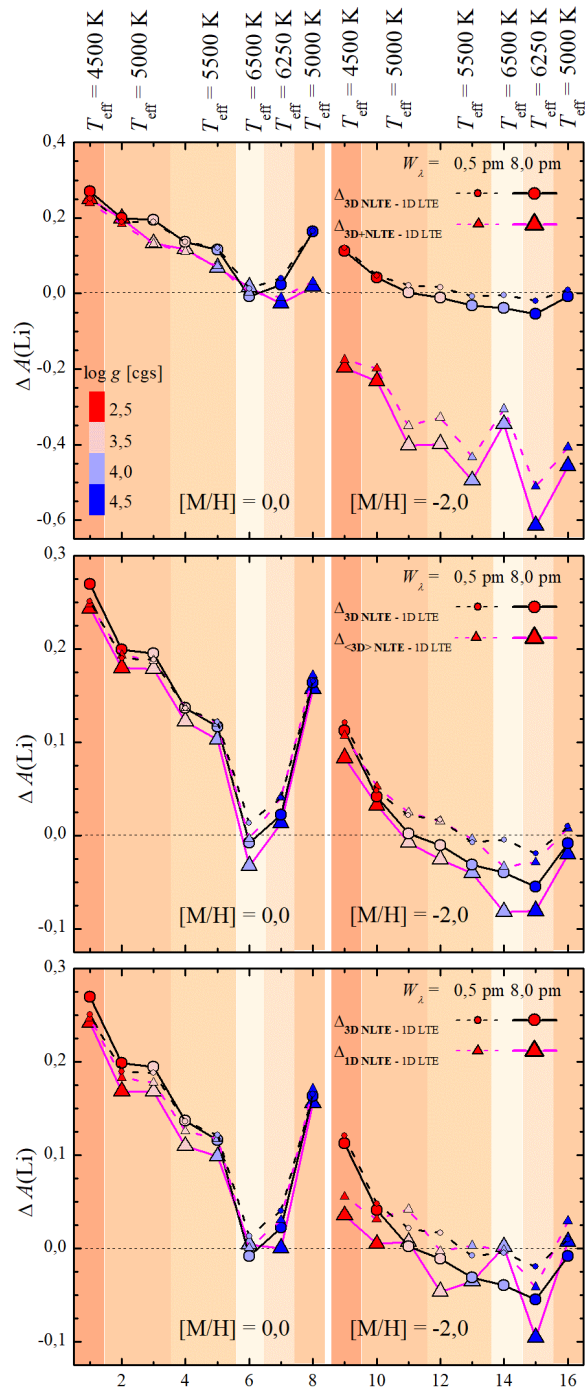 T_eff = 4500 K
T_eff = 5000 K
T_eff = 5500 K
T_eff = 6500 K
T_eff = 6250 K
T_eff = 5000 K
T_eff = 4500 K
T_eff = 5000 K
T_eff = 5500 K
T_eff = 6500 K
T_eff = 6250 K
T_eff = 5000 K
0,4
0,2
0,0
-0,2
-0,4
-0,6
Δ A(Li)
W_λ = 0,5 pm 8,0 pm
Δ_3D NLTE - 1D LTE
Δ_3D+NLTE - 1D LTE
log g [cgs]
2,5
3,5
4,0
4,5
[M/H] = 0,0
[M/H] = -2,0
0,3
0,2
0,1
0,0
-0,1
Δ A(Li)
W_λ = 0,5 pm 8,0 pm
Δ_3D NLTE - 1D LTE
Δ_<3D> NLTE - 1D LTE
[M/H] = 0,0
[M/H] = -2,0
0,3
0,2
0,1
0,0
-0,1
Δ A(Li)
W_λ = 0,5 pm 8,0 pm
Δ_3D NLTE - 1D LTE
Δ_1D NLTE - 1D LTE
[M/H] = 0,0
[M/H] = -2,0
2 4 6 8 10 12 14 16